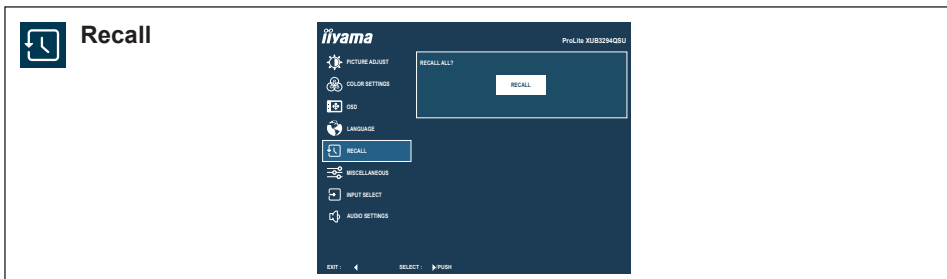 Recall
iiyama
ProLite XUB3294QSU
PICTURE ADJUST
COLOR SETTINGS
OSD
LANGUAGE
RECALL
MISCELLANEOUS
INPUT SELECT
AUDIO SETTINGS
RECALL ALL?
RECALL
EXIT :
SELECT : /PUSH